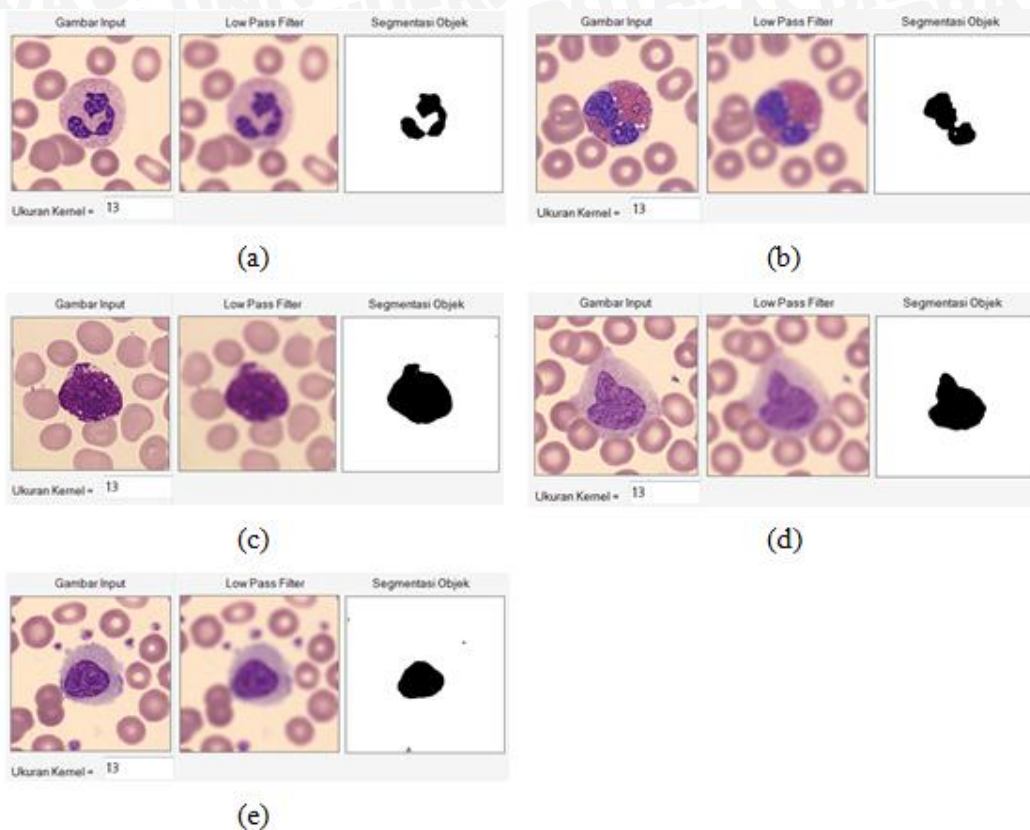 Gambar Input Low Pass Filter Segmentasi Objek
Ukuran Kernel = 13
(a)
Gambar Input Low Pass Filter Segmentasi Objek
Ukuran Kernel = 13
(b)
Gambar Input Low Pass Filter Segmentasi Objek
Ukuran Kernel = 13
(c)
Gambar Input Low Pass Filter Segmentasi Objek
Ukuran Kernel = 13
(d)
Gambar Input Low Pass Filter Segmentasi Objek
Ukuran Kernel = 13
(e)